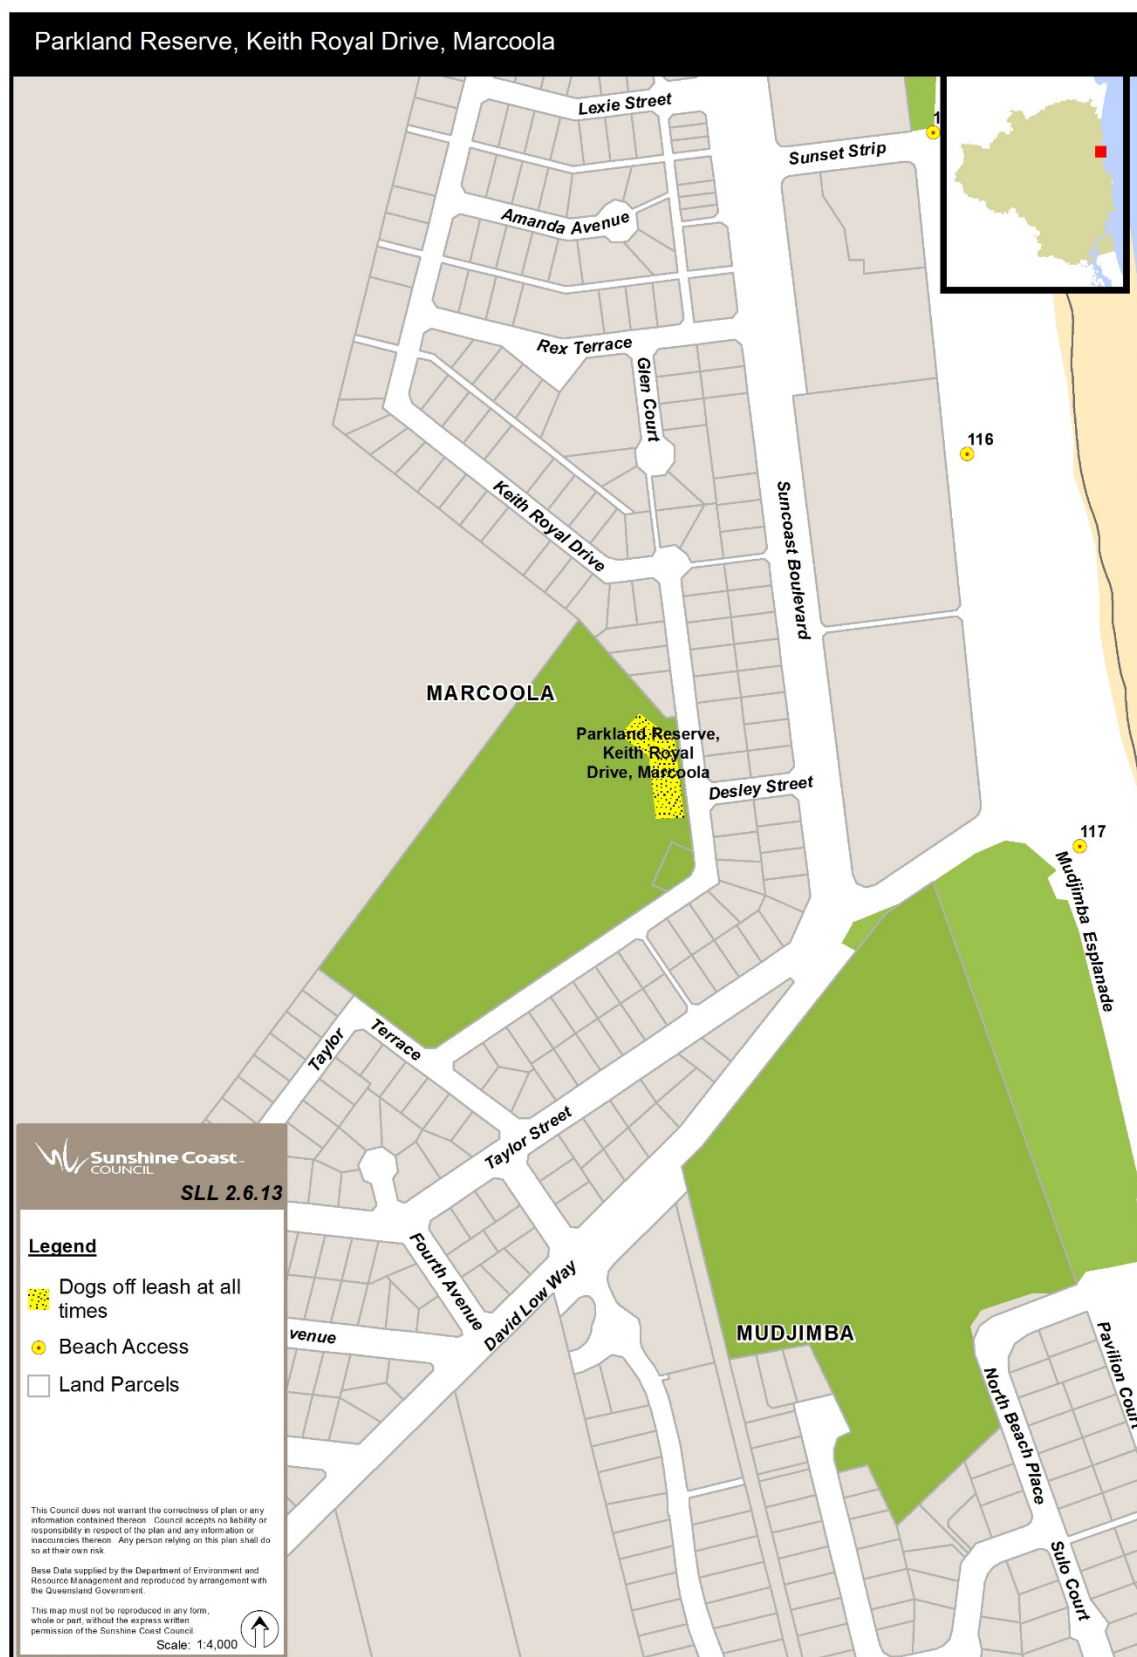 Parkland Reserve, Keith Royal Drive, Marcoola
Lexie Street
Sunset Strip
1
Amanda Avenue
Rex Terrace
Glen Court
116
Keith Royal Drive
Suncoast Boulevard
MARCOOLA
Parkland Reserve,
Keith Royal
Drive, Marcoola
Desley Street
117
Mudjimba Esplanade
Taylor
Terrace
Taylor Street
Fourth Avenue
David Low Way
venue
MUDJIMBA
North Beach Place
Pavilion Court
Sulo Court
Sunshine Coast
COUNCIL
SLL 2.6.13
Legend
Dogs off leash at all
times
Beach Access
Land Parcels
This Council does not warrant the correctness of plan or any
information contained thereon. Council accepts no liability or
responsibility in respect of the plan and any information or
inaccuracies thereon. Any person relying on this plan shall do
so at their own risk.
Base Data supplied by the Department of Environment and
Resource Management and reproduced by arrangement with
the Queensland Government.
This map must not be reproduced in any form,
whole or part, without the express written
permission of the Sunshine Coast Council.
Scale: 1:4,000